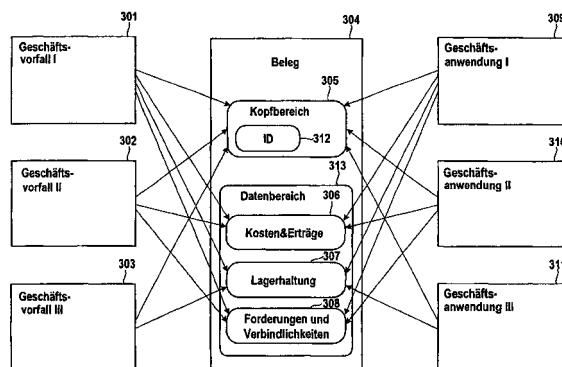 301
Geschäfts-
vorfall I
302
Geschäfts-
vorfall II
303
Geschäfts-
vorfall III
304
Beleg
305
Kopfbereich
ID
312
313
Datenbereich
306
Kosten&Erträge
307
Lagerhaltung
308
Forderungen und
Verbindlichkeiten
309
Geschäfts-
anwendung I
310
Geschäfts-
anwendung II
311
Geschäfts-
anwendung III